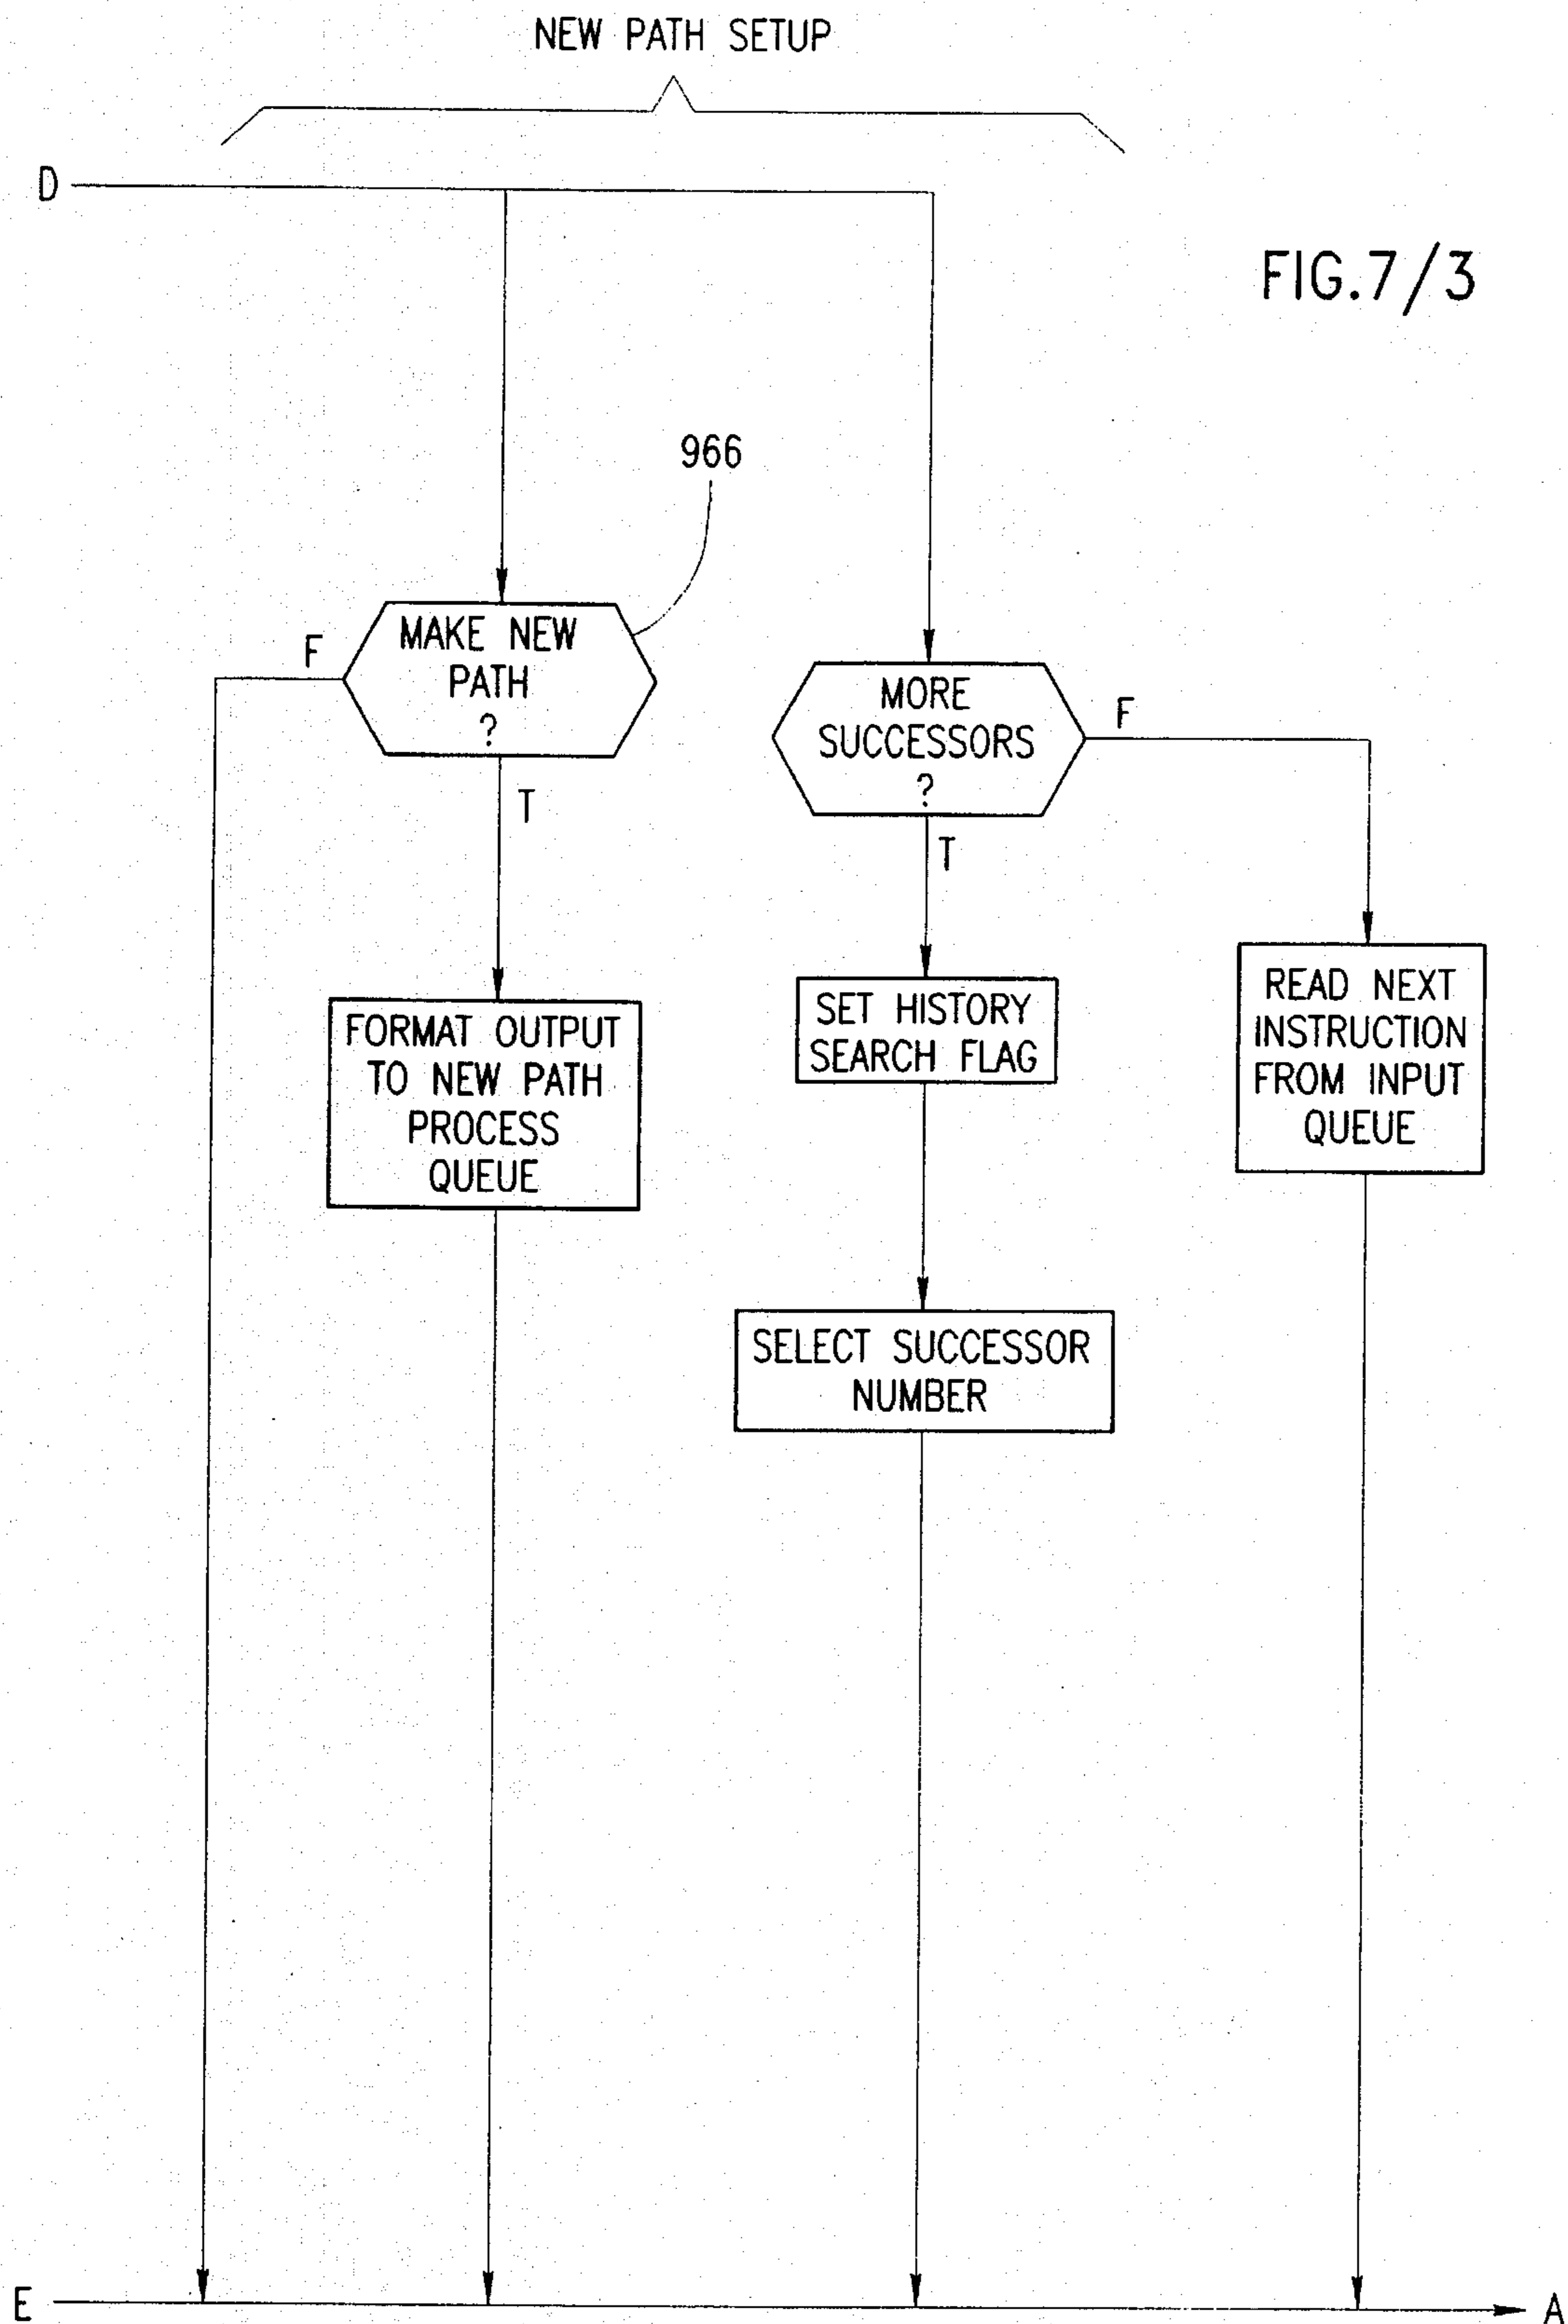 NEW PATH SETUP
D
FIG.7/3
966
F
MAKE NEW
PATH
?
T
MORE
SUCCESSORS
?
F
T
FORMAT OUTPUT
TO NEW PATH
PROCESS
QUEUE
SET HISTORY
SEARCH FLAG
READ NEXT
INSTRUCTION
FROM INPUT
QUEUE
SELECT SUCCESSOR
NUMBER
E
A